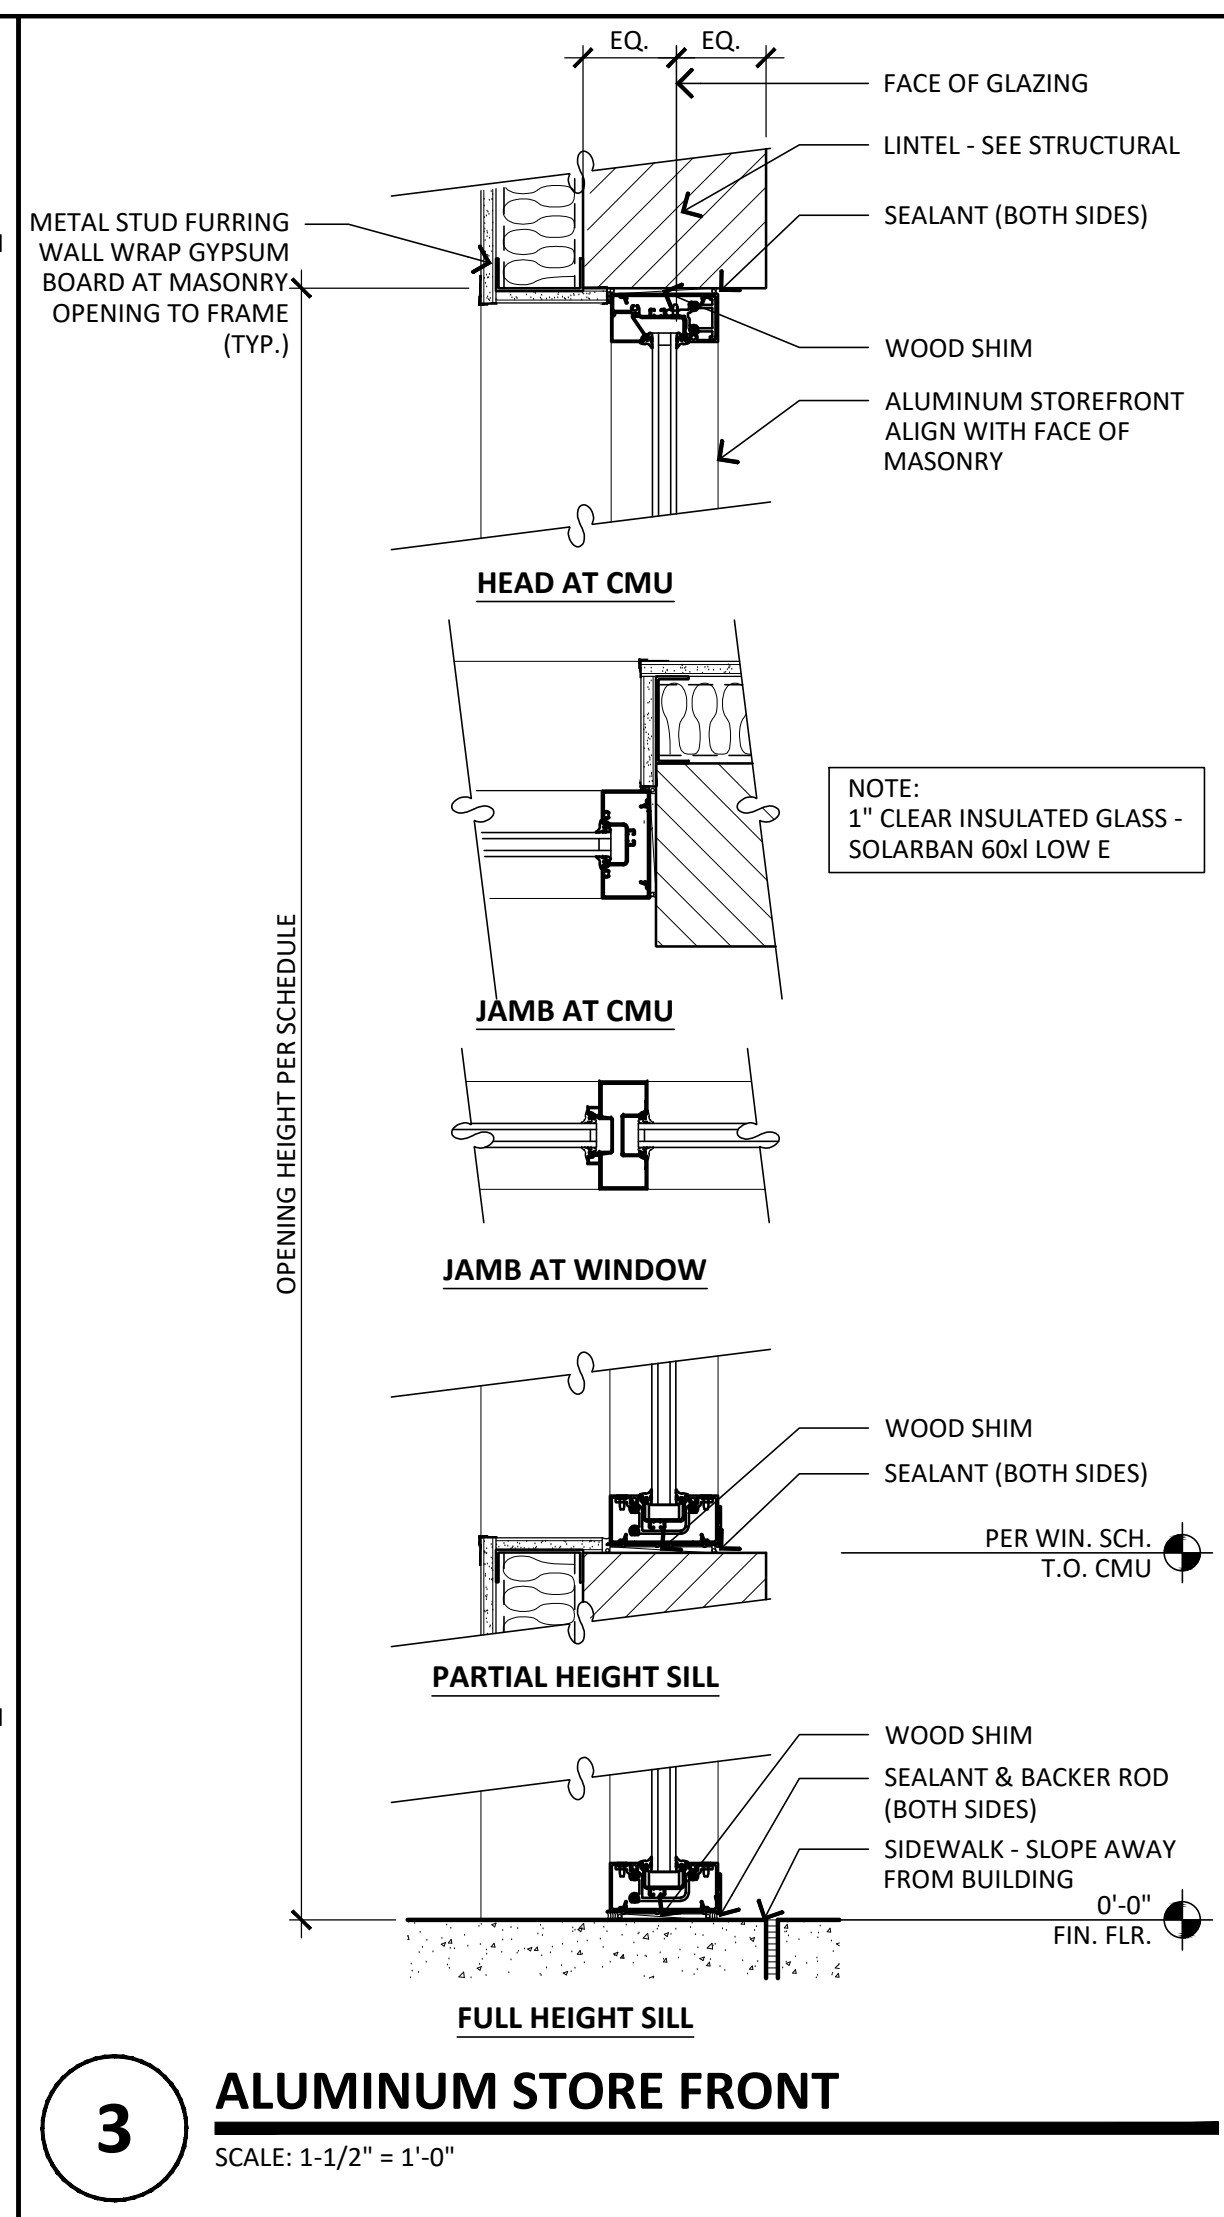 EQ. EQ.
FACE OF GLAZING
LINTEL - SEE STRUCTURAL
SEALANT (BOTH SIDES)
METAL STUD FURRING
WALL WRAP GYPSUM
BOARD AT MASONRY
OPENING TO FRAME
(TYP.)
WOOD SHIM
ALUMINUM STOREFRONT
ALIGN WITH FACE OF
MASONRY
HEAD AT CMU
NOTE:
1" CLEAR INSULATED GLASS -
SOLARBAN 60xl LOW E
OPENING HEIGHT PER SCHEDULE
JAMB AT CMU
JAMB AT WINDOW
WOOD SHIM
SEALANT (BOTH SIDES)
PER WIN. SCH.
T.O. CMU
PARTIAL HEIGHT SILL
WOOD SHIM
SEALANT & BACKER ROD
(BOTH SIDES)
SIDEWALK - SLOPE AWAY
FROM BUILDING
0'-0"
FIN. FLR.
FULL HEIGHT SILL
3
ALUMINUM STORE FRONT
SCALE: 1-1/2" = 1'-0"